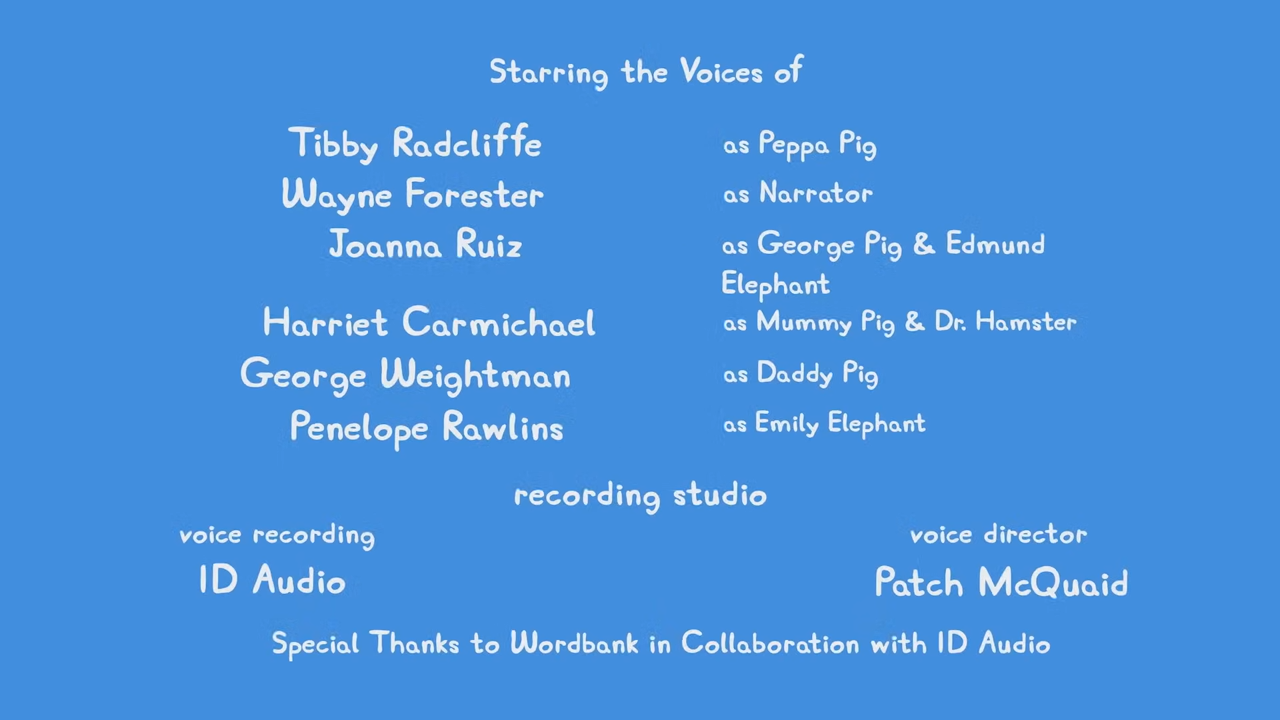 Starring the Voices of
Tibby Radcliffe as Peppa Pig
Wayne Forester as Narrator
Joanna Ruiz as George Pig & Edmund
Elephant
Harriet Carmichael as Mummy Pig & Dr. Hamster
George Weightman as Daddy Pig
Penelope Rawlins as Emily Elephant
recording studio
voice recording voice director
ID Audio Patch McQuaid
Special Thanks to Wordbank in Collaboration with ID Audio